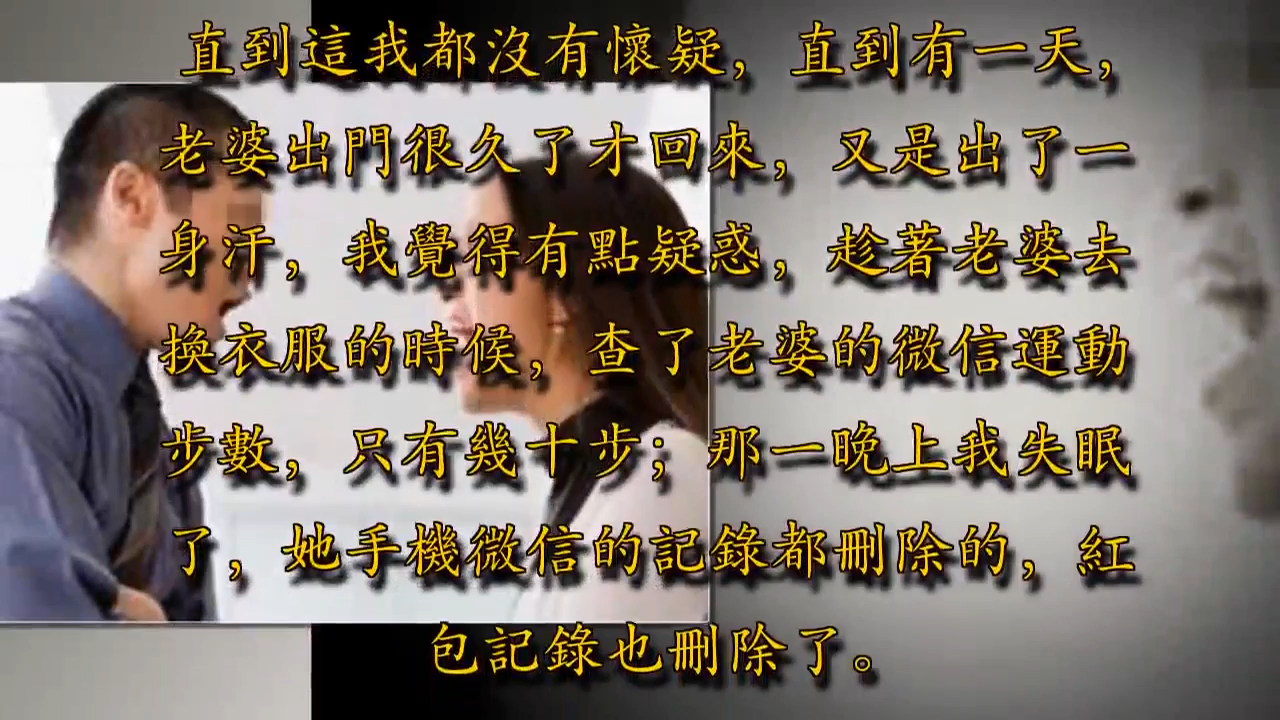 直到這我都沒有懷疑，直到有一天，
老婆出門很久了才回來，又是出了一
身汗，我覺得有點疑惑，趁著老婆去
換衣服的時候，查了老婆的微信運動
步數，只有幾十步；那一晚上我失眠
了，她手機微信的記錄都刪除的，紅
包記錄也刪除了。